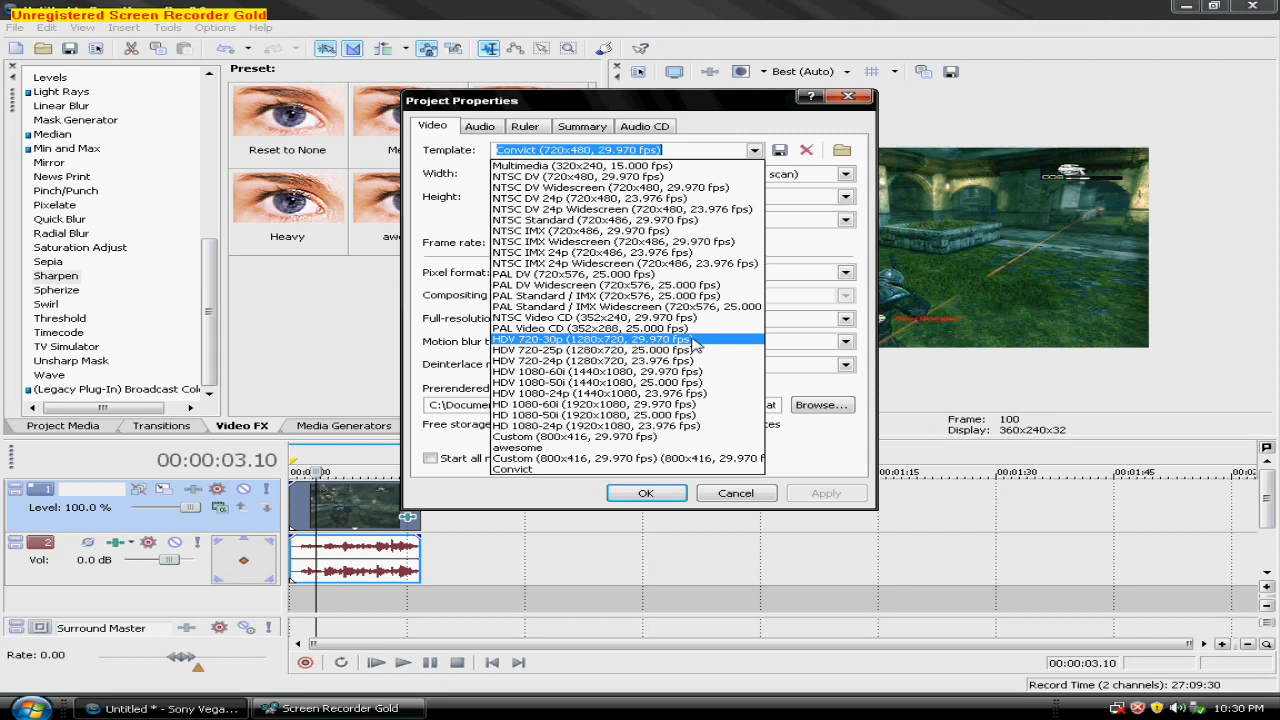 Unregistered Screen Recorder Gold
File Edit View Insert Tools Options Help
Best (Auto)
Levels
Light Rays
Linear Blur
Mask Generator
Median
Min and Max
Mirror
News Print
Pinch/Punch
Pixelate
Quick Blur
Radial Blur
Saturation Adjust
Sepia
Sharpen
Spherize
Swirl
Threshold
Timecode
TV Simulator
Wave
(Legacy Plug-In) Broadcast Colo
Preset:
Reset to None
Heavy
Project Media Transitions Video FX Media Generators
Project Properties
Video Audio Ruler Summary Audio CD
Template: Convict (720x480, 29.970 fps)
Width: scan)
Height:
Frame rate:
Pixel format:
Compositing
Full-resolution
Motion blur t
Deinterlace
Prerendered
C:\Docume Browse...
Free storage
Start all n
Multimedia (320x240, 15.000 fps)
NTSC DV (720x480, 29.970 fps)
NTSC DV Widescreen (720x480, 29.970 fps)
NTSC DV 24p (720x480, 23.976 fps)
NTSC DV 24p Widescreen (720x480, 23.976 fps)
NTSC Standard (720x486, 29.970 fps)
NTSC IMX (720x486, 29.970 fps)
NTSC IMX Widescreen (720x486, 29.970 fps)
NTSC IMX 24p (720x486, 23.976 fps)
NTSC IMX 24p Widescreen (720x486, 23.976 fps)
PAL DV (720x576, 25.000 fps)
PAL DV Widescreen (720x576, 25.000 fps)
PAL Standard / IMX (720x576, 25.000 fps)
PAL Standard / IMX Widescreen (720x576, 25.000
NTSC Video CD (352x240, 29.970 fps)
PAL Video CD (352x288, 25.000 fps)
HDV 720-30p (1280x720, 29.970 fps)
HDV 720-25p (1280x720, 25.000 fps)
HDV 720-24p (1280x720, 23.976 fps)
HDV 1080-60i (1440x1080, 29.970 fps)
HDV 1080-50i (1440x1080, 25.000 fps)
HDV 1080-24p (1440x1080, 23.976 fps)
HD 1080-60i (1920x1080, 29.970 fps)
HD 1080-50i (1920x1080, 25.000 fps)
HD 1080-24p (1920x1080, 23.976 fps)
Custom (800x416, 29.970 fps)
awesome
Custom (800x416, 29.970 fps) (800x416, 29.970 f
Convict
OK Cancel Apply
Frame: 100
Display: 360x240x32
00:00:03.10
00:01:15 00:01:30 00:01:45
1
Level: 100.0 %
2
Vol: 0.0 dB
Surround Master
Rate: 0.00
00:00:03.10
Record Time (2 channels): 27:09:30
Untitled * - Sony Vega... Screen Recorder Gold 10:30 PM